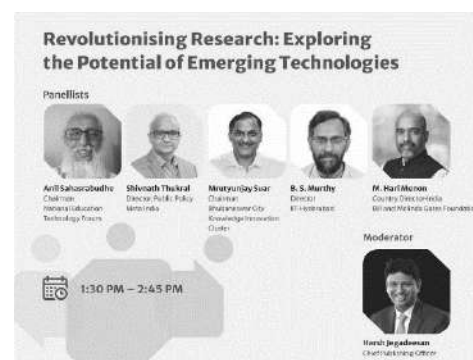 Revolutionising Research: Exploring
the Potential of Emerging Technologies
Panellists
Anil Sahasrabudhe
Chairman
National Education
Technology Forum
Shivnath Thukral
Director, Public Policy
Meta India
Mrutyunjay Suar
Chairman
Bhubaneswar City
Knowledge Innovation
Cluster
B. S. Murthy
Director
IIT-Hyderabad
M. Hari Menon
Country Director-India
Bill and Melinda Gates Foundation
1:30 PM – 2:45 PM
Moderator
Harsh Jegadeesan
Chief Publishing Officer